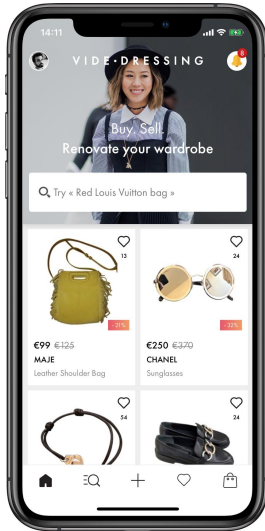 14:11
8
VIDE•DRESSING
Buy. Sell.
Renovate your wardrobe
Try « Red Louis Vuitton bag »
13
24
-21%
-32%
€99 €125
€250 €370
MAJE
CHANEL
Leather Shoulder Bag
Sunglasses
54
24